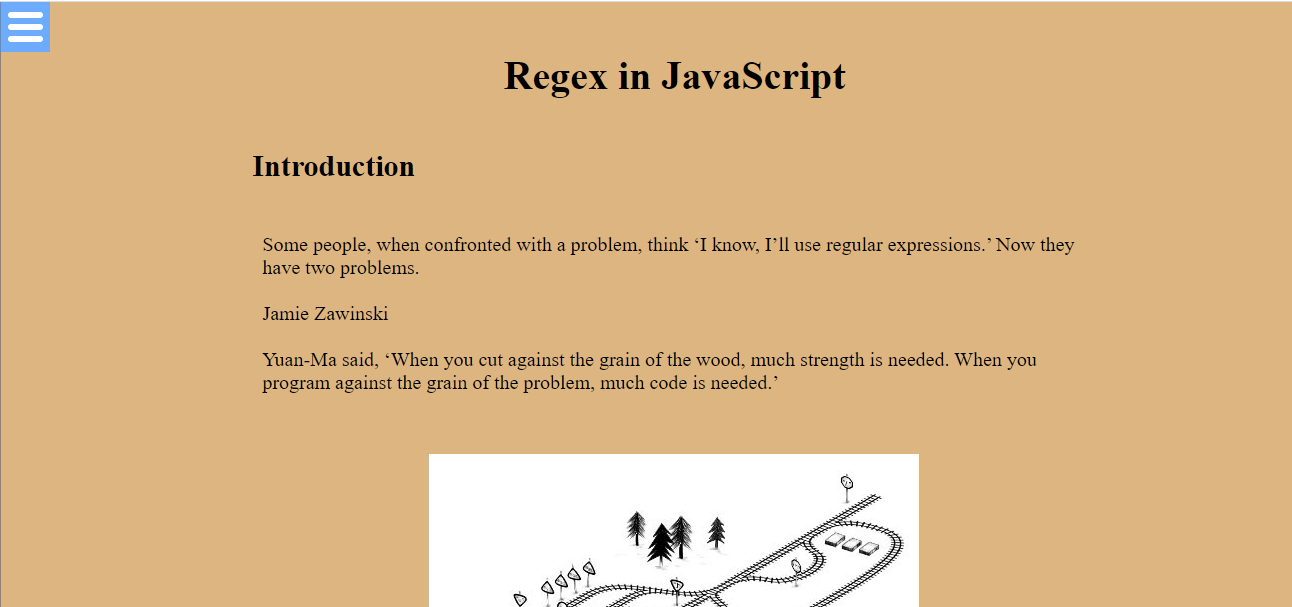 Regex in JavaScript
Introduction
Some people, when confronted with a problem, think ‘I know, I’ll use regular expressions.’ Now they
have two problems.
Jamie Zawinski
Yuan-Ma said, ‘When you cut against the grain of the wood, much strength is needed. When you
program against the grain of the problem, much code is needed.’